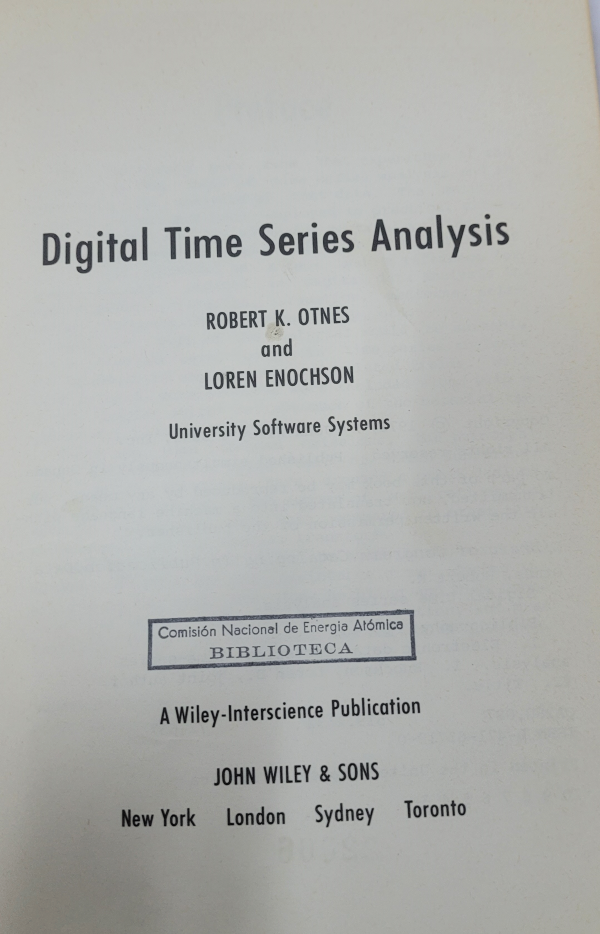 Digital Time Series Analysis
ROBERT K. OTNES
and
LOREN ENOCHSON
University Software Systems
Comisión Nacional de Energia Atómica
BIBLIOTECA
A Wiley-Interscience Publication
JOHN WILEY & SONS
New York London Sydney Toronto